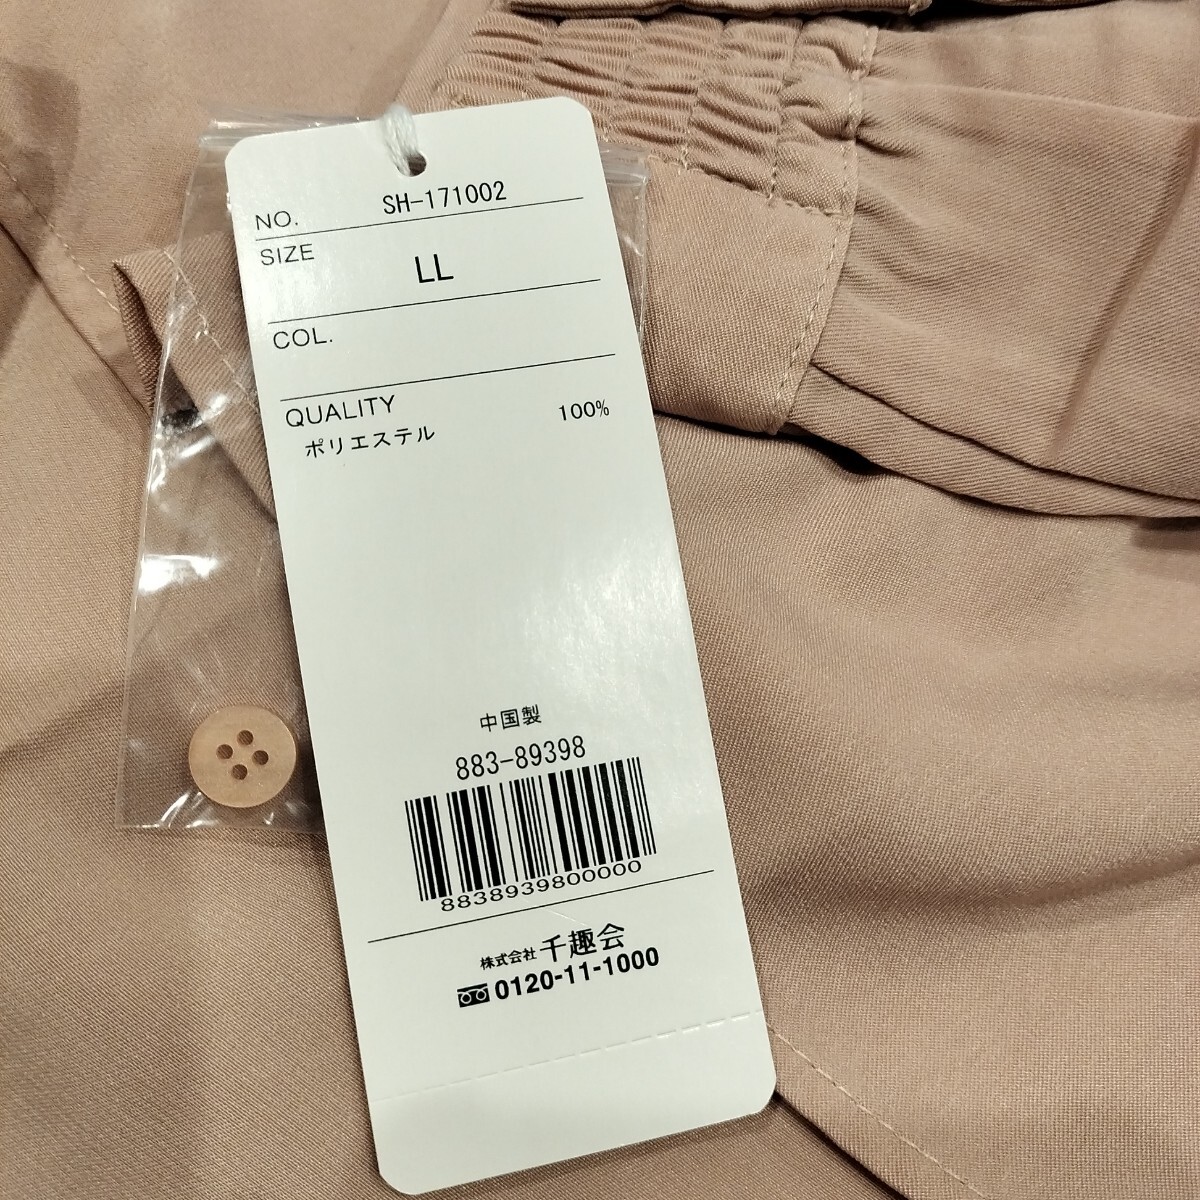 NO. SH-171002
SIZE LL
COL.
QUALITY
ポリエステル 100%
中国製
883-89398
8838939800000
株式会社 千趣会
0120-11-1000